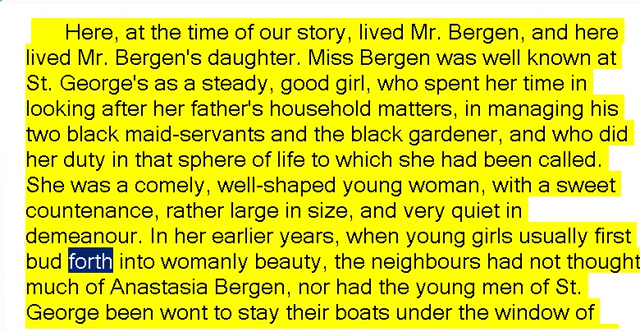 Here, at the time of our story, lived Mr. Bergen, and here
lived Mr. Bergen's daughter. Miss Bergen was well known at
St. George's as a steady, good girl, who spent her time in
looking after her father's household matters, in managing his
two black maid-servants and the black gardener, and who did
her duty in that sphere of life to which she had been called.
She was a comely, well-shaped young woman, with a sweet
countenance, rather large in size, and very quiet in
demeanour. In her earlier years, when young girls usually first
bud forth into womanly beauty, the neighbours had not thought
much of Anastasia Bergen, nor had the young men of St.
George been wont to stay their boats under the window of